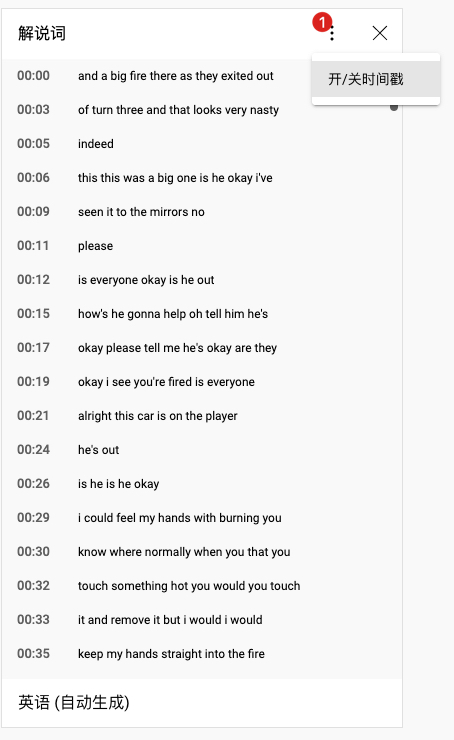 解说词
1
开/关时间戳
00:00 and a big fire there as they exited out
00:03 of turn three and that looks very nasty
00:05 indeed
00:06 this this was a big one is he okay i've
00:09 seen it to the mirrors no
00:11 please
00:12 is everyone okay is he out
00:15 how's he gonna help oh tell him he's
00:17 okay please tell me he's okay are they
00:19 okay i see you're fired is everyone
00:21 alright this car is on the player
00:24 he's out
00:26 is he is he okay
00:29 i could feel my hands with burning you
00:30 know where normally when you that you
00:32 touch something hot you would you touch
00:33 it and remove it but i would i would
00:35 keep my hands straight into the fire
英语 (自动生成)